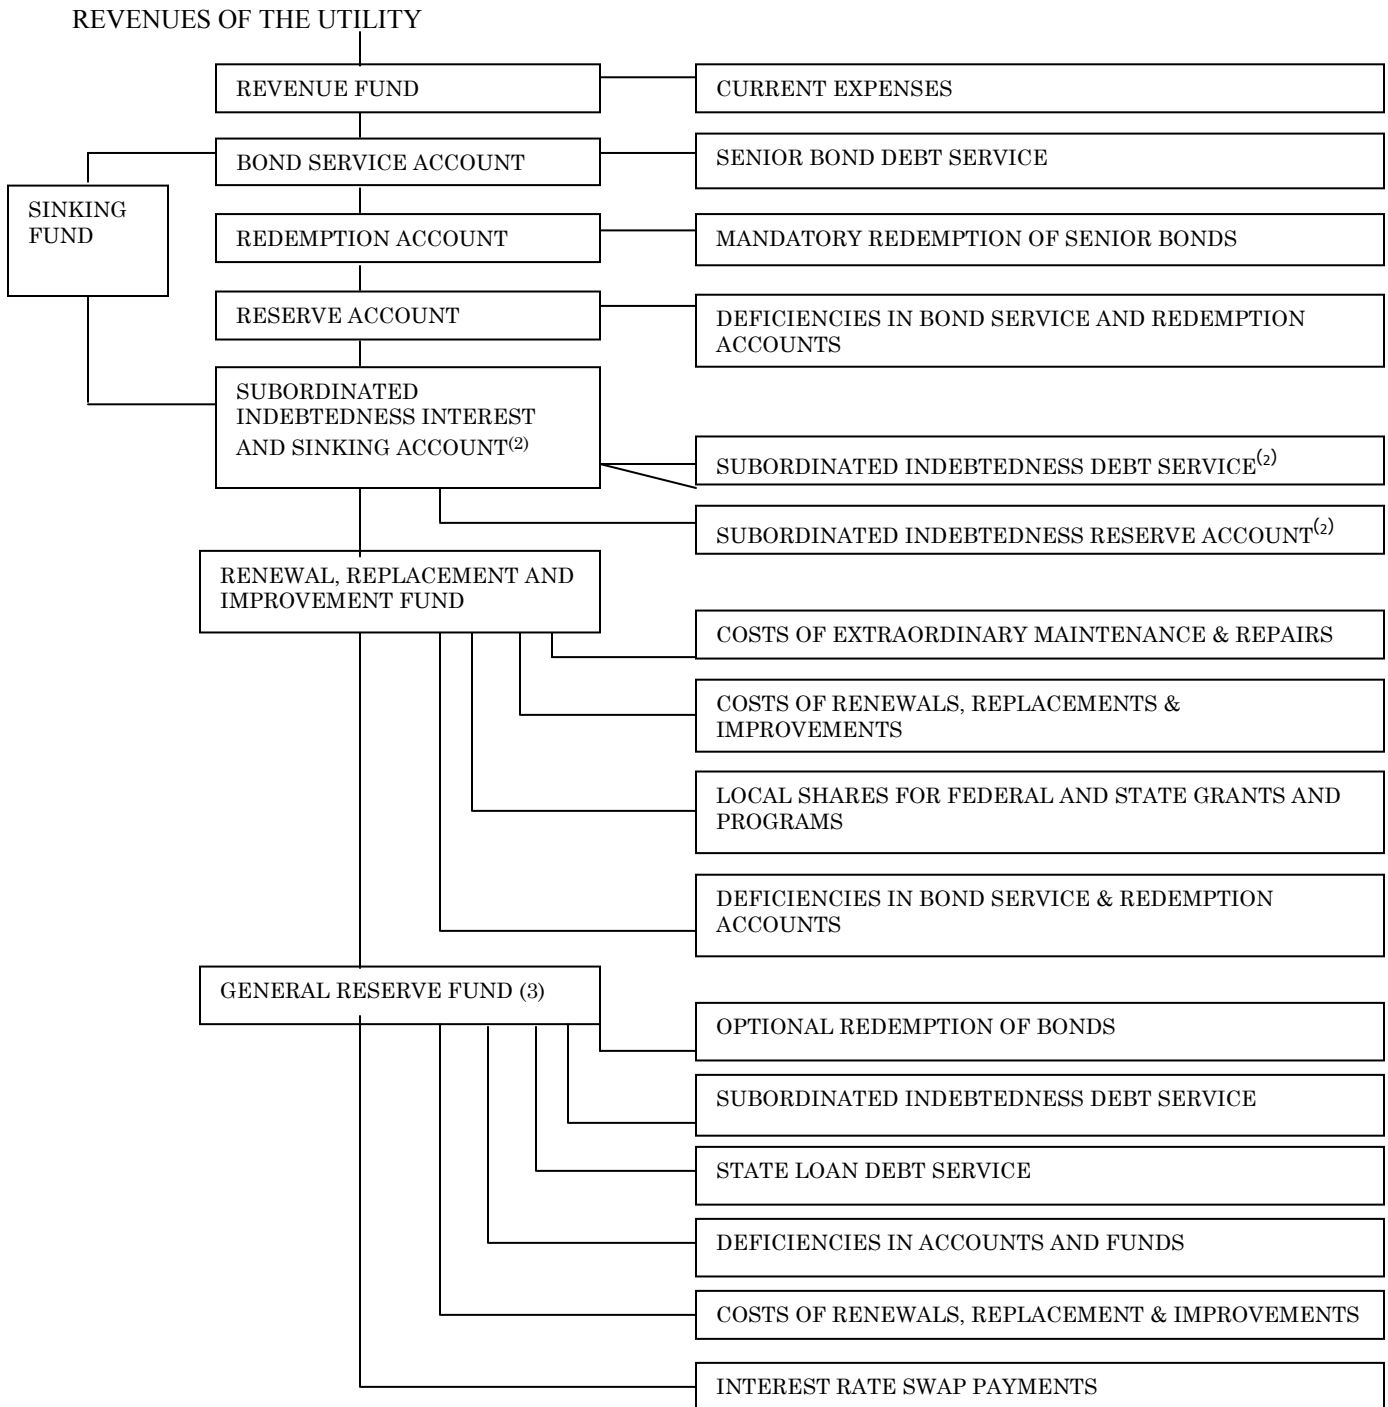 REVENUES OF THE UTILITY
REVENUE FUND
CURRENT EXPENSES
BOND SERVICE ACCOUNT
SENIOR BOND DEBT SERVICE
SINKING
FUND
REDEMPTION ACCOUNT
MANDATORY REDEMPTION OF SENIOR BONDS
RESERVE ACCOUNT
DEFICIENCIES IN BOND SERVICE AND REDEMPTION
ACCOUNTS
SUBORDINATED
INDEBTEDNESS INTEREST
AND SINKING ACCOUNT(2)
SUBORDINATED INDEBTEDNESS DEBT SERVICE(2)
SUBORDINATED INDEBTEDNESS RESERVE ACCOUNT(2)
RENEWAL, REPLACEMENT AND
IMPROVEMENT FUND
COSTS OF EXTRAORDINARY MAINTENANCE & REPAIRS
COSTS OF RENEWALS, REPLACEMENTS &
IMPROVEMENTS
LOCAL SHARES FOR FEDERAL AND STATE GRANTS AND
PROGRAMS
DEFICIENCIES IN BOND SERVICE & REDEMPTION
ACCOUNTS
GENERAL RESERVE FUND (3)
OPTIONAL REDEMPTION OF BONDS
SUBORDINATED INDEBTEDNESS DEBT SERVICE
STATE LOAN DEBT SERVICE
DEFICIENCIES IN ACCOUNTS AND FUNDS
COSTS OF RENEWALS, REPLACEMENT & IMPROVEMENTS
INTEREST RATE SWAP PAYMENTS